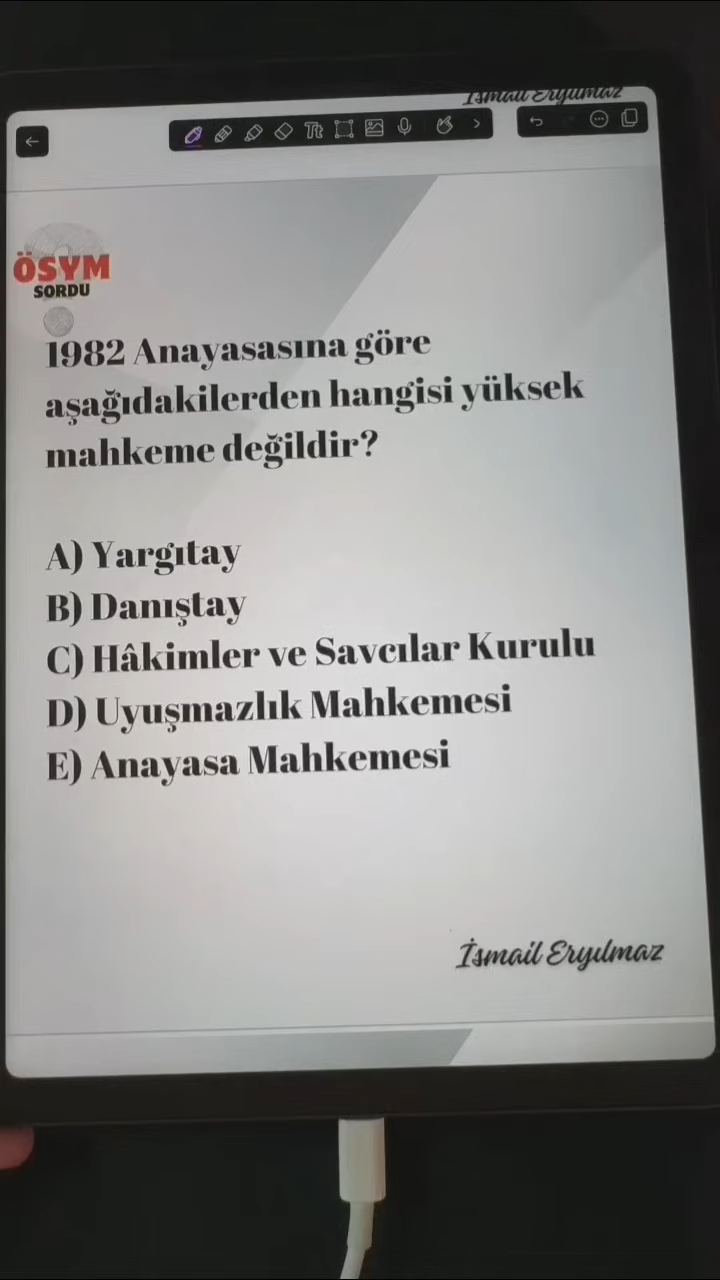 İsmail Eryılmaz
Tt
ÖSYM
SORDU
1982 Anayasasına göre
aşağıdakilerden hangisi yüksek
mahkeme değildir?
A) Yargıtay
B) Danıştay
C) Hâkimler ve Savcılar Kurulu
D) Uyuşmazlık Mahkemesi
E) Anayasa Mahkemesi
İsmail Eryılmaz